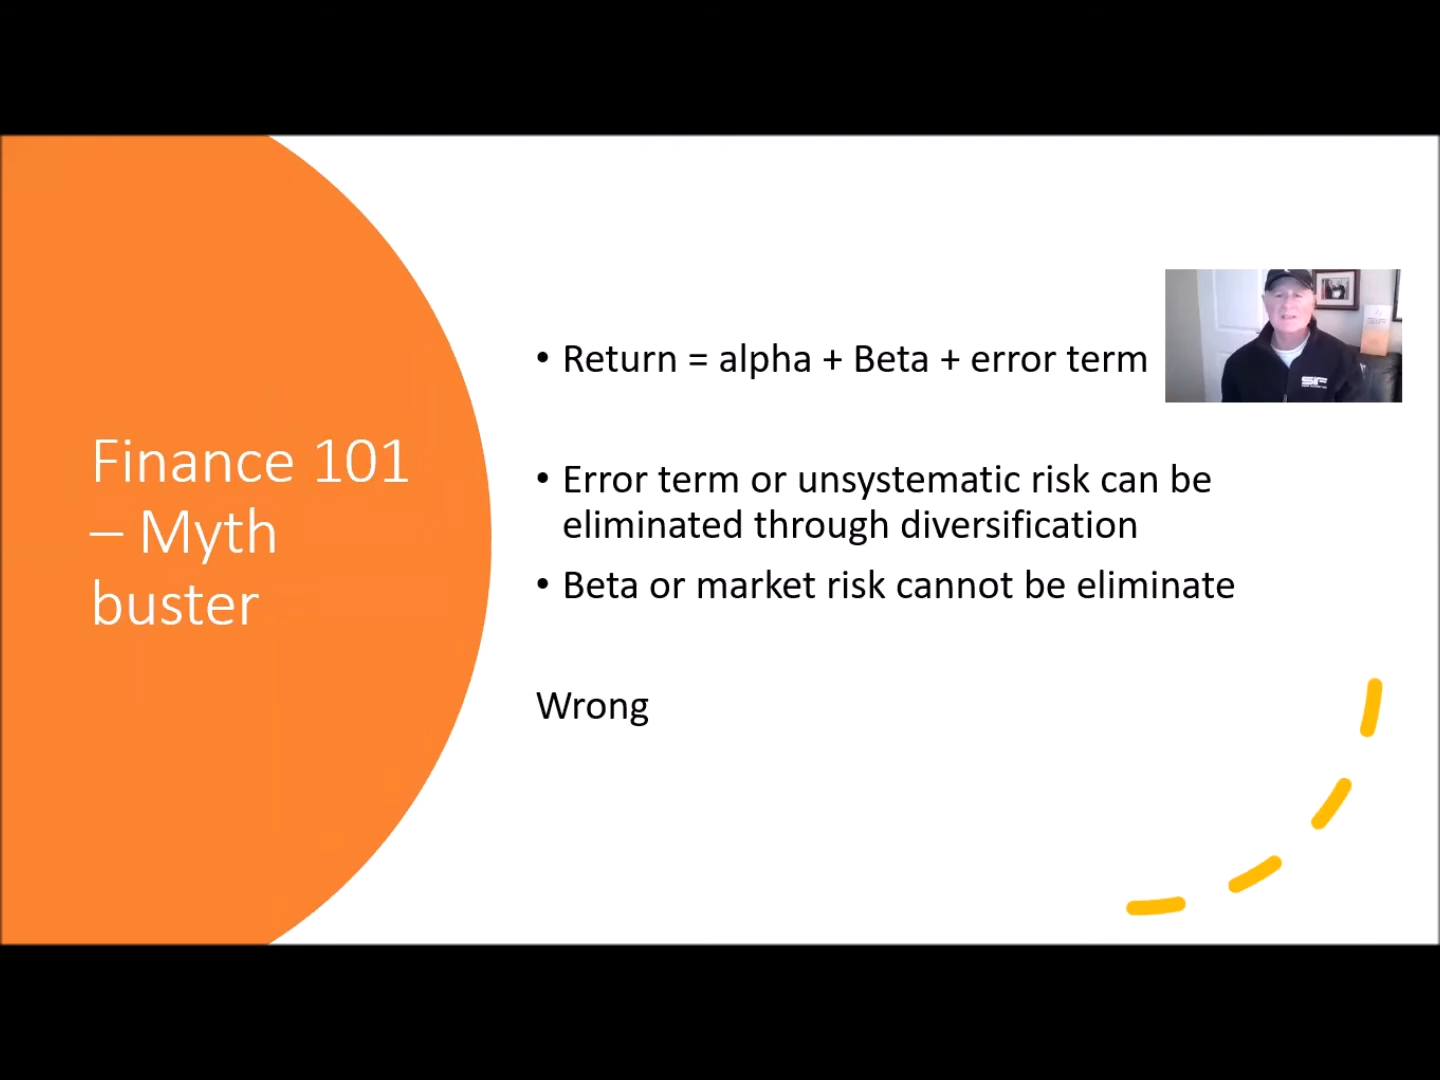 Finance 101
– Myth
buster
• Return = alpha + Beta + error term
• Error term or unsystematic risk can be
eliminated through diversification
• Beta or market risk cannot be eliminate
Wrong